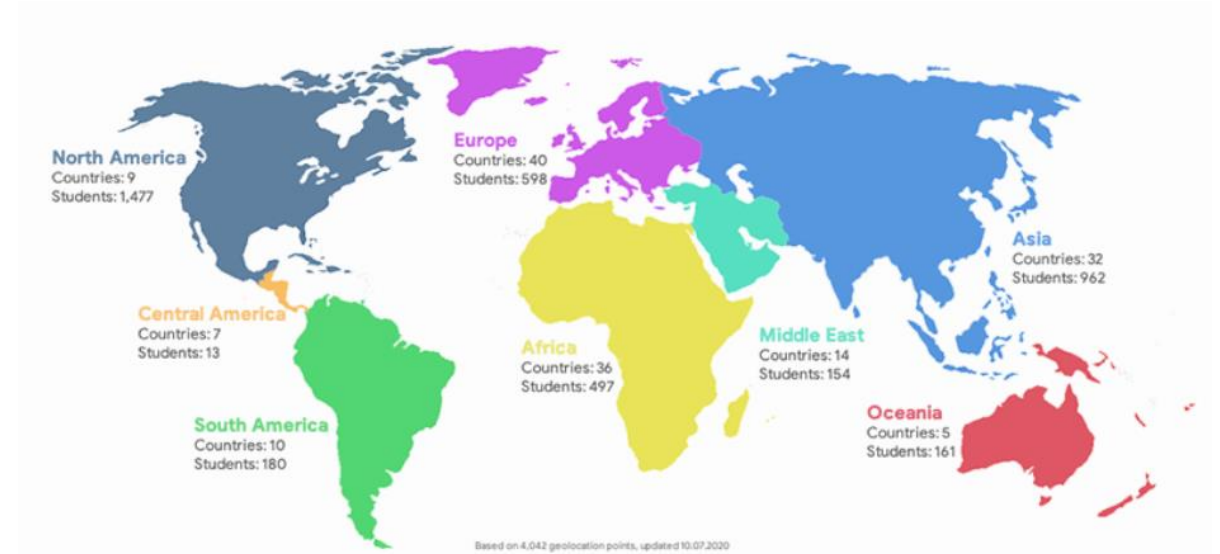 North America
Countries: 9
Students: 1,477
Europe
Countries: 40
Students: 598
Asia
Countries: 32
Students: 962
Central America
Countries: 7
Students: 13
Africa
Countries: 36
Students: 497
Middle East
Countries: 14
Students: 154
South America
Countries: 10
Students: 180
Oceania
Countries: 5
Students: 161
Based on 4,042 geolocation points, updated 10.07.2020